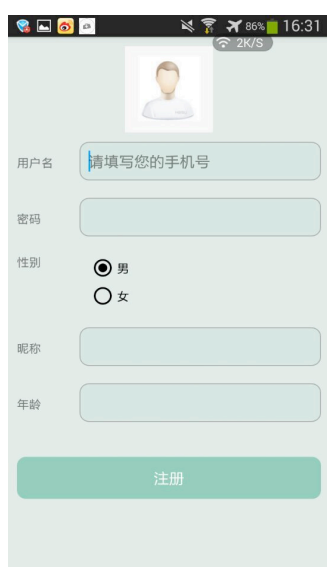 86% 16:31
2K/S
用户名 请填写您的手机号
密码
性别 男
女
昵称
年龄
注册